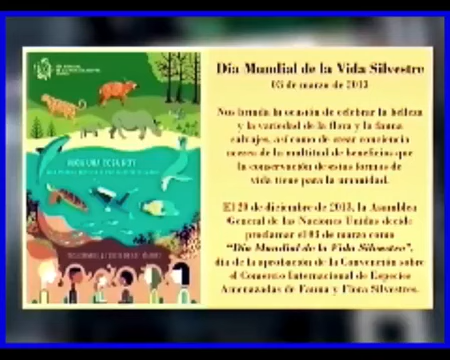 Día Mundial de la Vida Silvestre
03 de marzo de 2013
Nos brinda la ocasión de celebrar la belleza
y la variedad de la flora y la fauna
salvajes, así como de crear conciencia
acerca de la multitud de beneficios que
la conservación de estas formas de
vida tiene para la umanidad.
El 20 de diciembre de 2013, la Asamblea
General de las Naciones Unidas decide
proclamar el 03 de marzo como
“Día Mundial de la Vida Silvestre”,
día de la aprobación de la Convención sobre
el Comercio Internacional de Especies
Amenazadas de Fauna y Flora Silvestres.